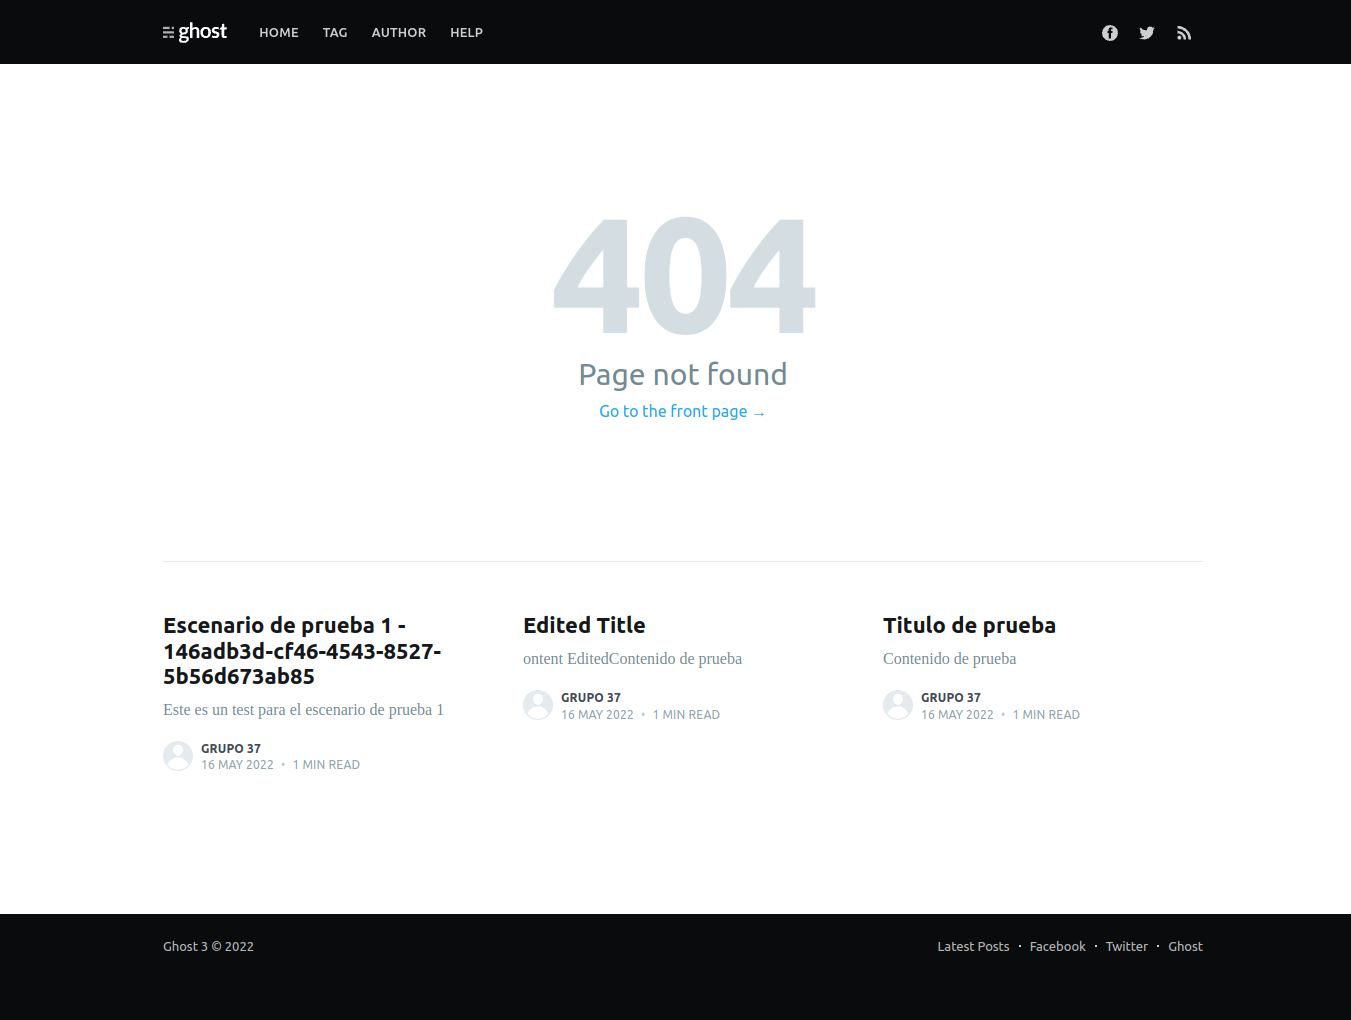 ghost HOME TAG AUTHOR HELP
404
Page not found
Go to the front page →
Escenario de prueba 1 -
146adb3d-cf46-4543-8527-
5b56d673ab85
Este es un test para el escenario de prueba 1
GRUPO 37
16 MAY 2022 • 1 MIN READ
Edited Title
ontent EditedContenido de prueba
GRUPO 37
16 MAY 2022 • 1 MIN READ
Titulo de prueba
Contenido de prueba
GRUPO 37
16 MAY 2022 • 1 MIN READ
Ghost 3 © 2022
Latest Posts · Facebook · Twitter · Ghost